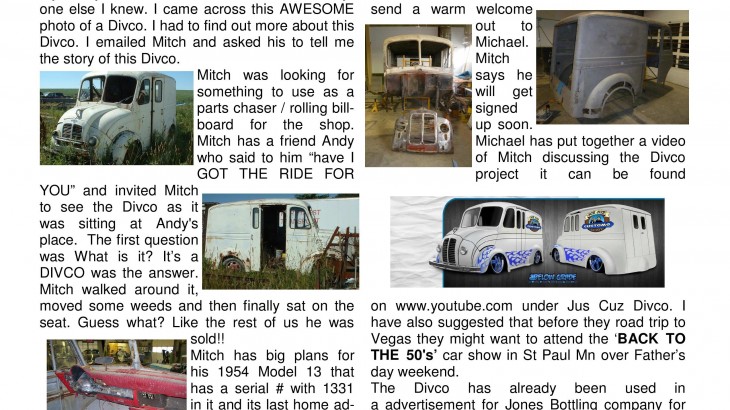 one else I knew. I came across this AWESOME
photo of a Divco. I had to find out more about this
Divco. I emailed Mitch and asked his to tell me
the story of this Divco.
Mitch was looking for
something to use as a
parts chaser / rolling bill-
board for the shop.
Mitch has a friend Andy
who said to him “have I
GOT THE RIDE FOR
YOU” and invited Mitch
to see the Divco as it
was sitting at Andy's
place. The first question
was What is it? It’s a
DIVCO was the answer.
Mitch walked around it,
moved some weeds and then finally sat on the
seat. Guess what? Like the rest of us he was
sold!!
Mitch has big plans for
his 1954 Model 13 that
has a serial # with 1331
in it and its last home ad-
send a warm welcome
out to
Michael.
Mitch
says he
will get
signed
up soon.
Michael has put together a video
of Mitch discussing the Divco
project it can be found
CUSTOMS
BELOW GRADE
on www.youtube.com under Jus Cuz Divco. I
have also suggested that before they road trip to
Vegas they might want to attend the ‘BACK TO
THE 50's’ car show in St Paul Mn over Father’s
day weekend.
The Divco has already been used in
a advertisement for Jones Bottling company for